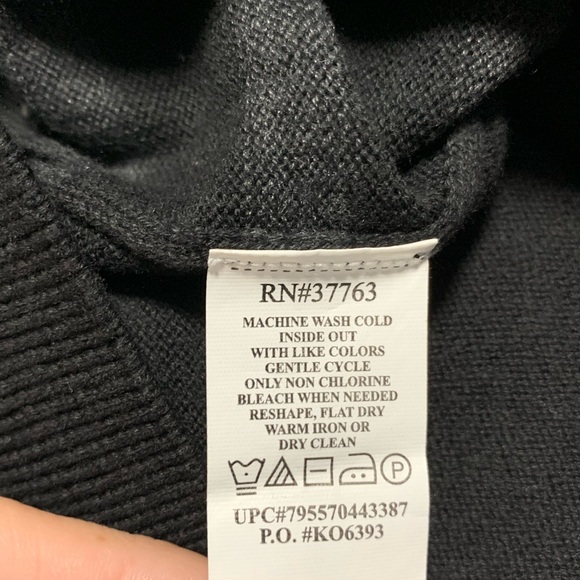 RN#37763
MACHINE WASH COLD
INSIDE OUT
WITH LIKE COLORS
GENTLE CYCLE
ONLY NON CHLORINE
BLEACH WHEN NEEDED
RESHAPE, FLAT DRY
WARM IRON OR
DRY CLEAN
P
UPC#795570443387
P.O. #KO6393